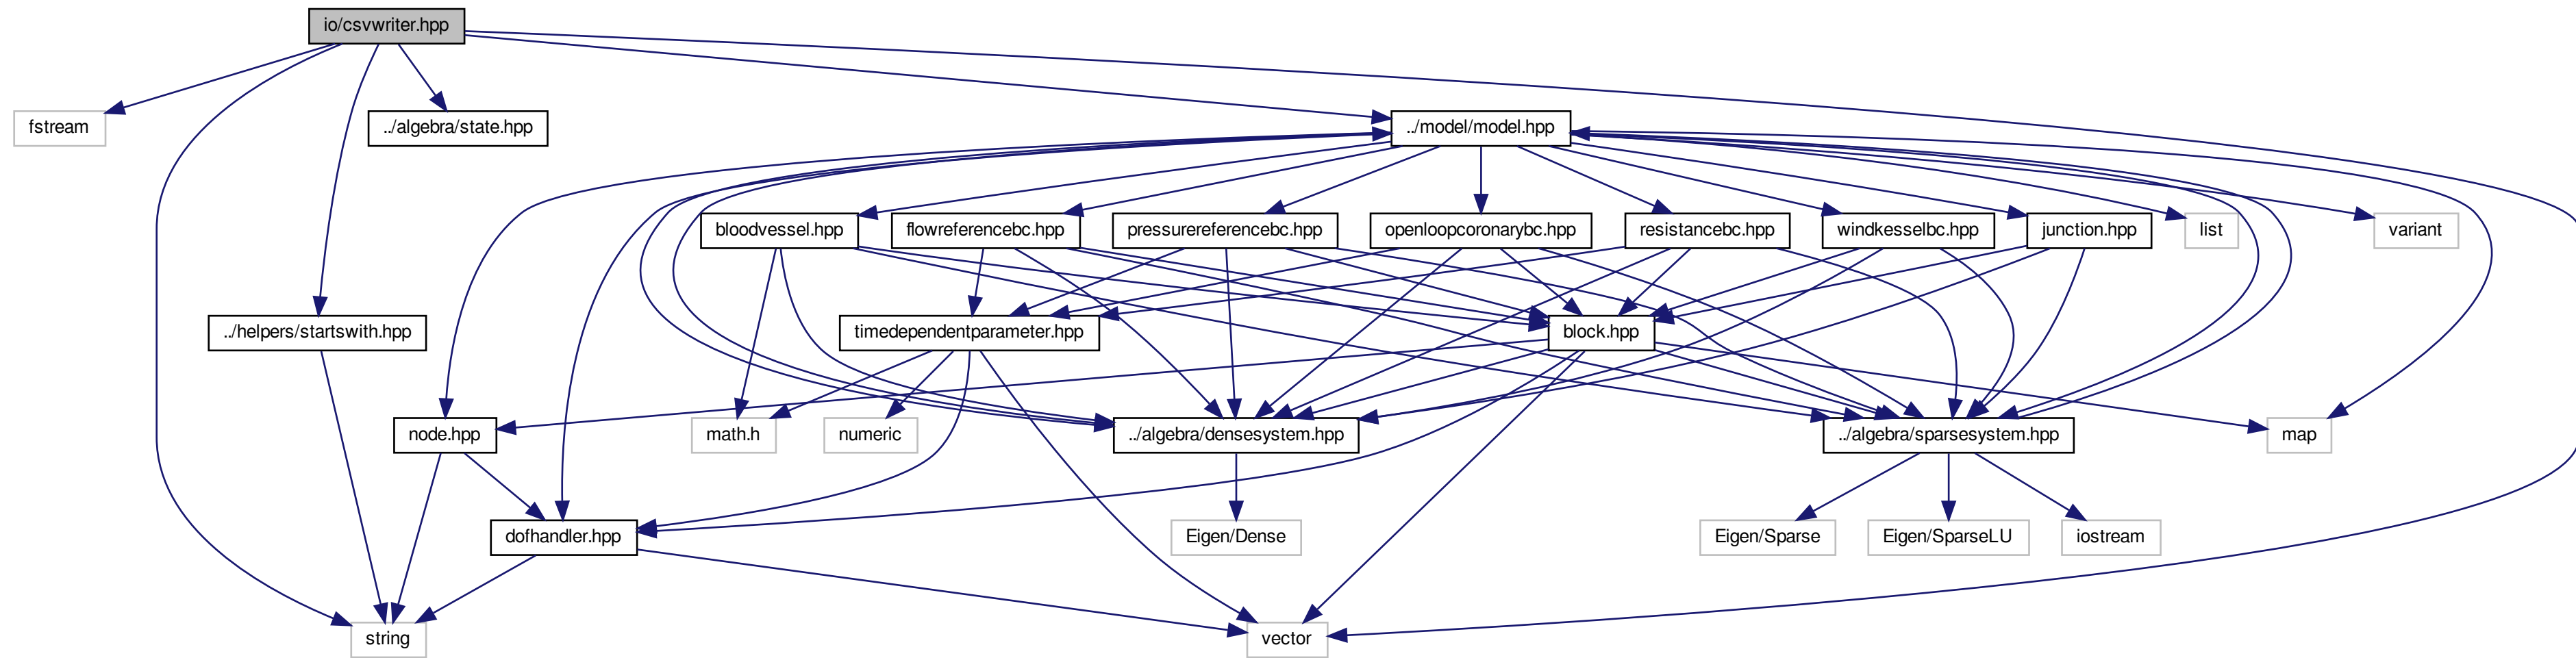 io/csvwriter.hpp
fstream
../algebra/state.hpp
../model/model.hpp
bloodvessel.hpp
flowreferencebc.hpp
pressurereferencebc.hpp
openloopcoronarybc.hpp
resistancebc.hpp
windkesselbc.hpp
junction.hpp
list
variant
../helpers/startswith.hpp
timedependentparameter.hpp
block.hpp
node.hpp
math.h
numeric
../algebra/densesystem.hpp
../algebra/sparsesystem.hpp
map
dofhandler.hpp
Eigen/Dense
Eigen/Sparse
Eigen/SparseLU
iostream
string
vector